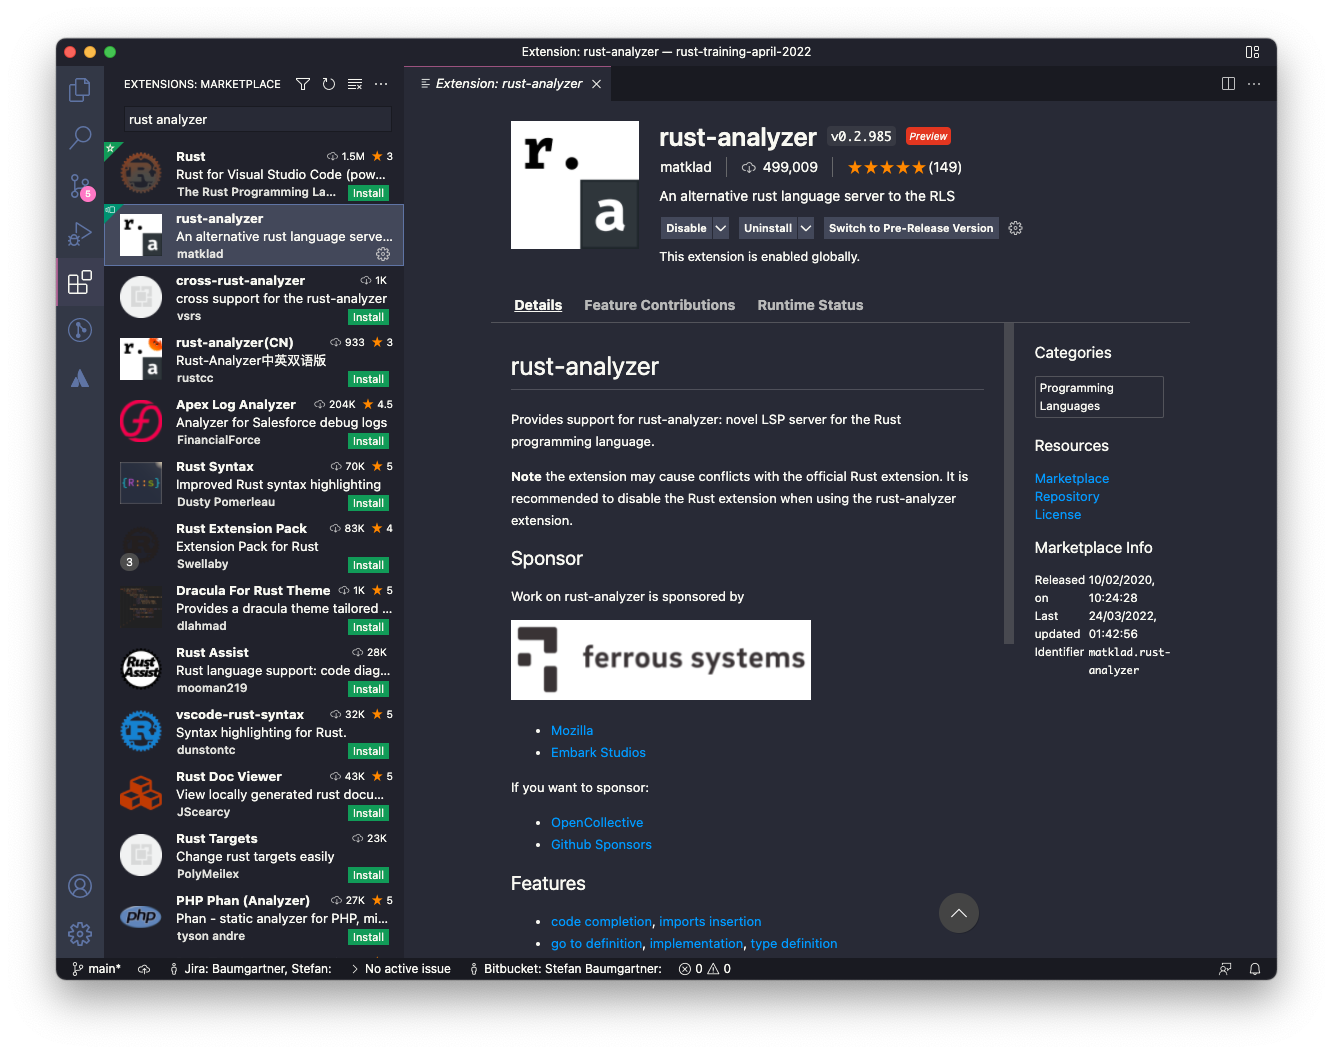 Extension: rust-analyzer — rust-training-april-2022
EXTENSIONS: MARKETPLACE
rust analyzer
Rust 1.5M 3
Rust for Visual Studio Code (pow...
The Rust Programming La... Install
rust-analyzer
An alternative rust language serve...
matklad
cross-rust-analyzer 1K
cross support for the rust-analyzer
vsrs Install
rust-analyzer(CN) 933 3
Rust-Analyzer中英双语版
rustcc Install
Apex Log Analyzer 204K 4.5
Analyzer for Salesforce debug logs
FinancialForce Install
Rust Syntax 70K 5
Improved Rust syntax highlighting
Dusty Pomerleau Install
Rust Extension Pack 83K 4
Extension Pack for Rust
Swellaby Install
Dracula For Rust Theme 1K 5
Provides a dracula theme tailored ...
dlahmad Install
Rust Assist 28K
Rust language support: code diag...
mooman219 Install
vscode-rust-syntax 32K 5
Syntax highlighting for Rust.
dunstontc Install
Rust Doc Viewer 43K 5
View locally generated rust docu...
JScearcy Install
Rust Targets 23K
Change rust targets easily
PolyMeilex Install
PHP Phan (Analyzer) 27K 5
Phan - static analyzer for PHP, mi...
tyson andre Install
5
r.
a
r.
a
{R::s}
3
Rust
Assist
php
Extension: rust-analyzer
r.
a
rust-analyzer v0.2.985 Preview
matklad 499,009 (149)
An alternative rust language server to the RLS
Disable Uninstall Switch to Pre-Release Version
This extension is enabled globally.
Details Feature Contributions Runtime Status
rust-analyzer
Provides support for rust-analyzer: novel LSP server for the Rust
programming language.
Note the extension may cause conflicts with the official Rust extension. It is
recommended to disable the Rust extension when using the rust-analyzer
extension.
Sponsor
Work on rust-analyzer is sponsored by
ferrous systems
• Mozilla
• Embark Studios
If you want to sponsor:
• OpenCollective
• Github Sponsors
Features
• code completion, imports insertion
• go to definition, implementation, type definition
Categories
Programming
Languages
Resources
Marketplace
Repository
License
Marketplace Info
Released 10/02/2020,
on 10:24:28
Last 24/03/2022,
updated 01:42:56
Identifier matklad.rust-
analyzer
main* Jira: Baumgartner, Stefan: No active issue Bitbucket: Stefan Baumgartner: 0 0